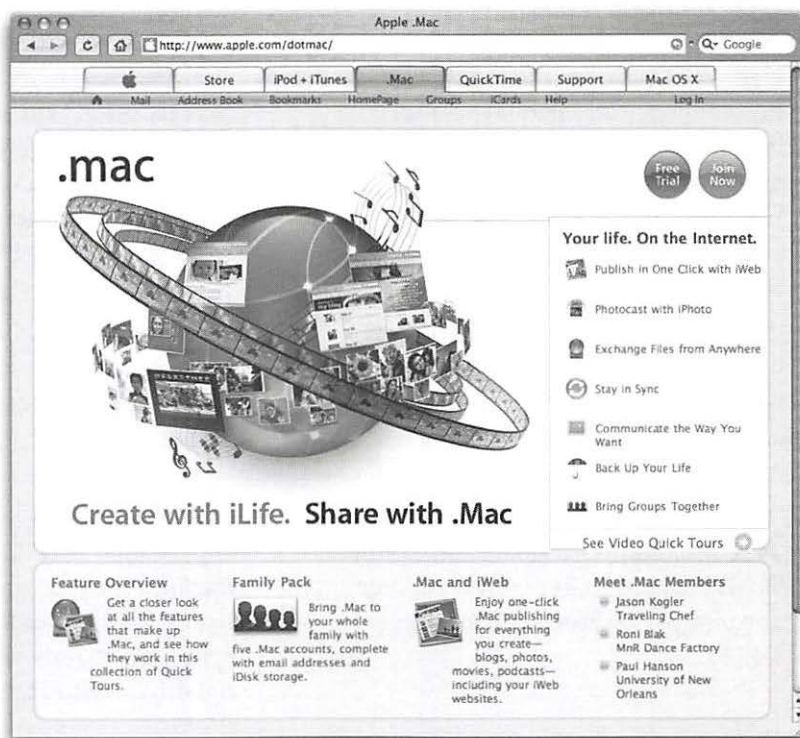 Apple .Mac
http://www.apple.com/dotmac/
Google
Store
iPod + iTunes
.Mac
QuickTime
Support
Mac OS X
Mail
Address Book
Bookmarks
HomePage
Groups
iCards
Help
Log In
.mac
Free
Trial
Join
Now
Your life. On the Internet.
Publish in One Click with iWeb
Photocast with iPhoto
Exchange Files from Anywhere
Stay in Sync
Communicate the Way You
Want
Back Up Your Life
Bring Groups Together
See Video Quick Tours
Create with iLife. Share with .Mac
Feature Overview
Get a closer look
at all the features
that make up
.Mac, and see how
they work in this
collection of Quick
Tours.
Family Pack
Bring .Mac to
your whole
family with
five .Mac accounts, complete
with email addresses and
iDisk storage.
.Mac and iWeb
Enjoy one-click
.Mac publishing
for everything
you create—
blogs, photos,
movies, podcasts—
including your iWeb
websites.
Meet .Mac Members
Jason Kogler
Traveling Chef
Roni Blak
MnR Dance Factory
Paul Hanson
University of New
Orleans